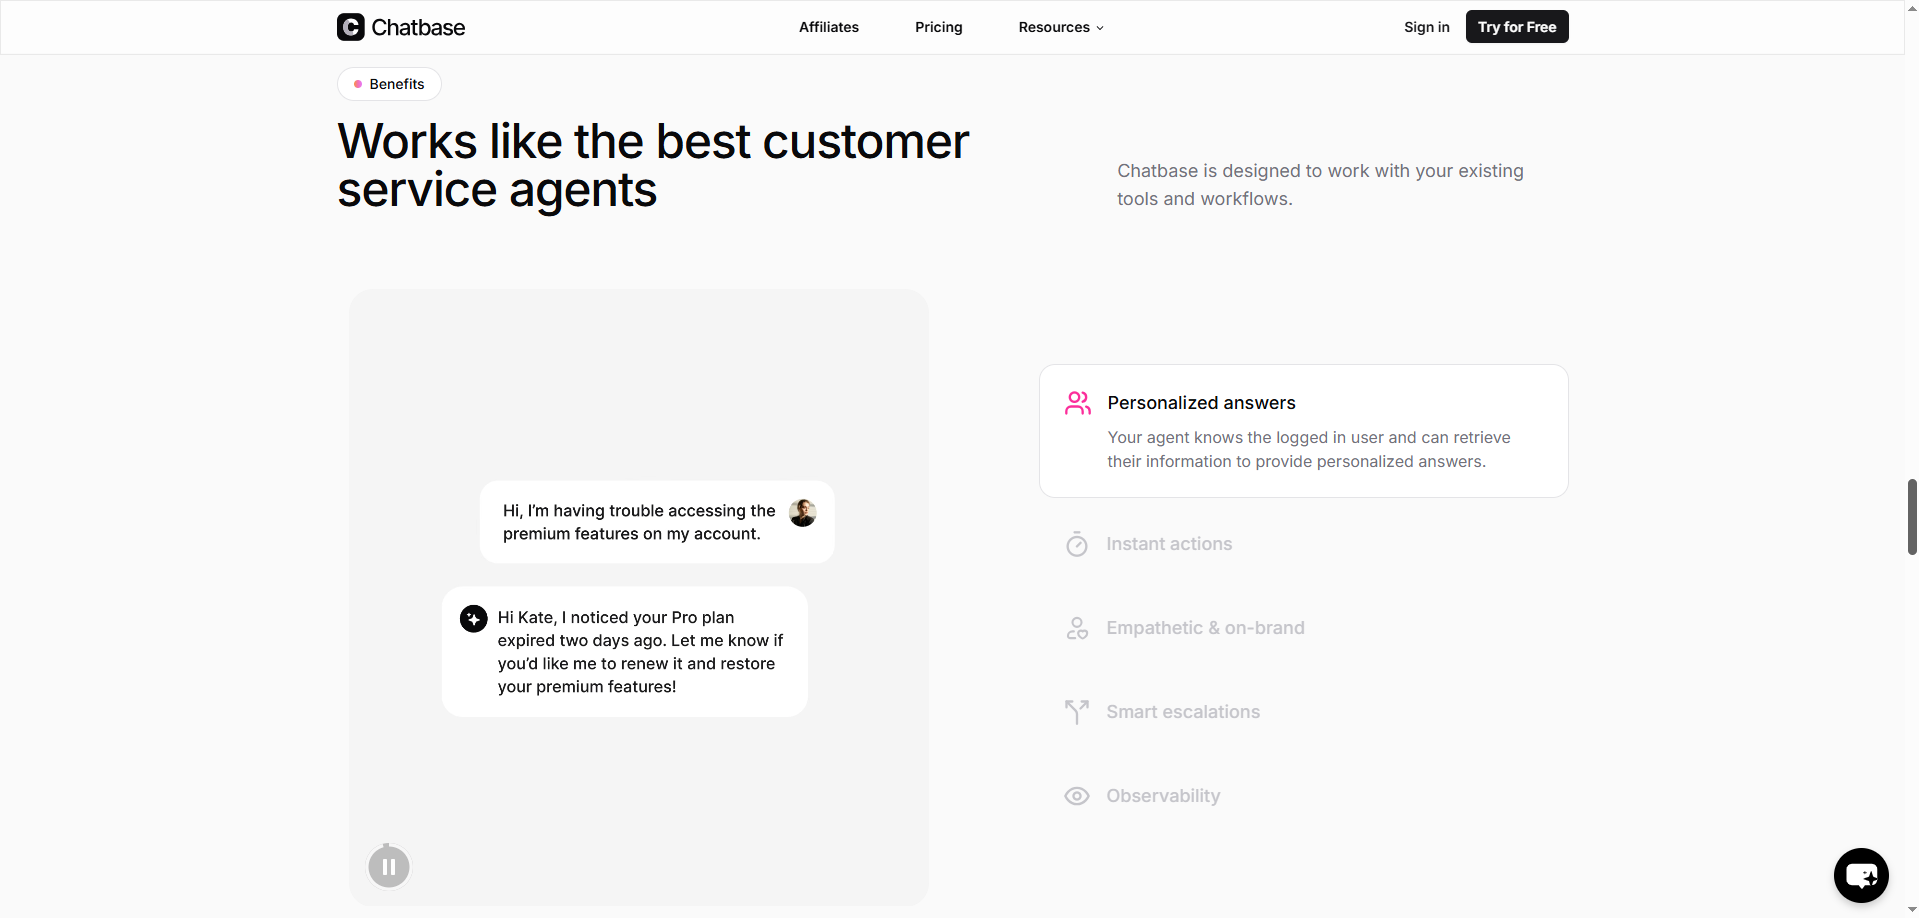 Chatbase
Affiliates
Pricing
Resources
Sign in
Try for Free
Benefits
Works like the best customer
service agents
Chatbase is designed to work with your existing
tools and workflows.
Hi, I'm having trouble accessing the
premium features on my account.
Hi Kate, I noticed your Pro plan
expired two days ago. Let me know if
you'd like me to renew it and restore
your premium features!
Personalized answers
Your agent knows the logged in user and can retrieve
their information to provide personalized answers.
Instant actions
Empathetic & on-brand
Smart escalations
Observability